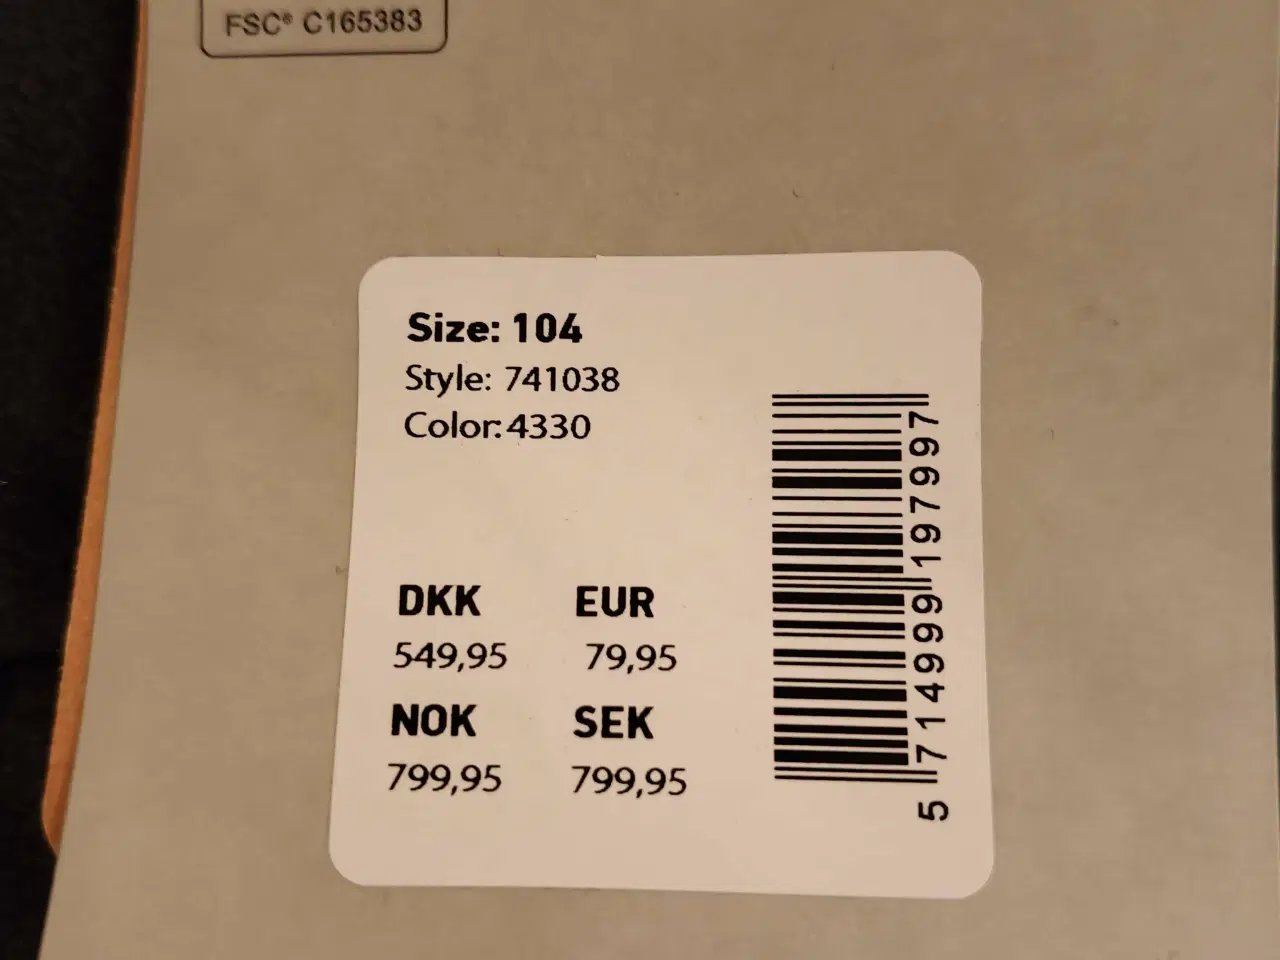 FSC® C165383
Size: 104
Style: 741038
Color: 4330
DKK EUR
549,95 79,95
NOK SEK
799,95 799,95
5 714999 197997